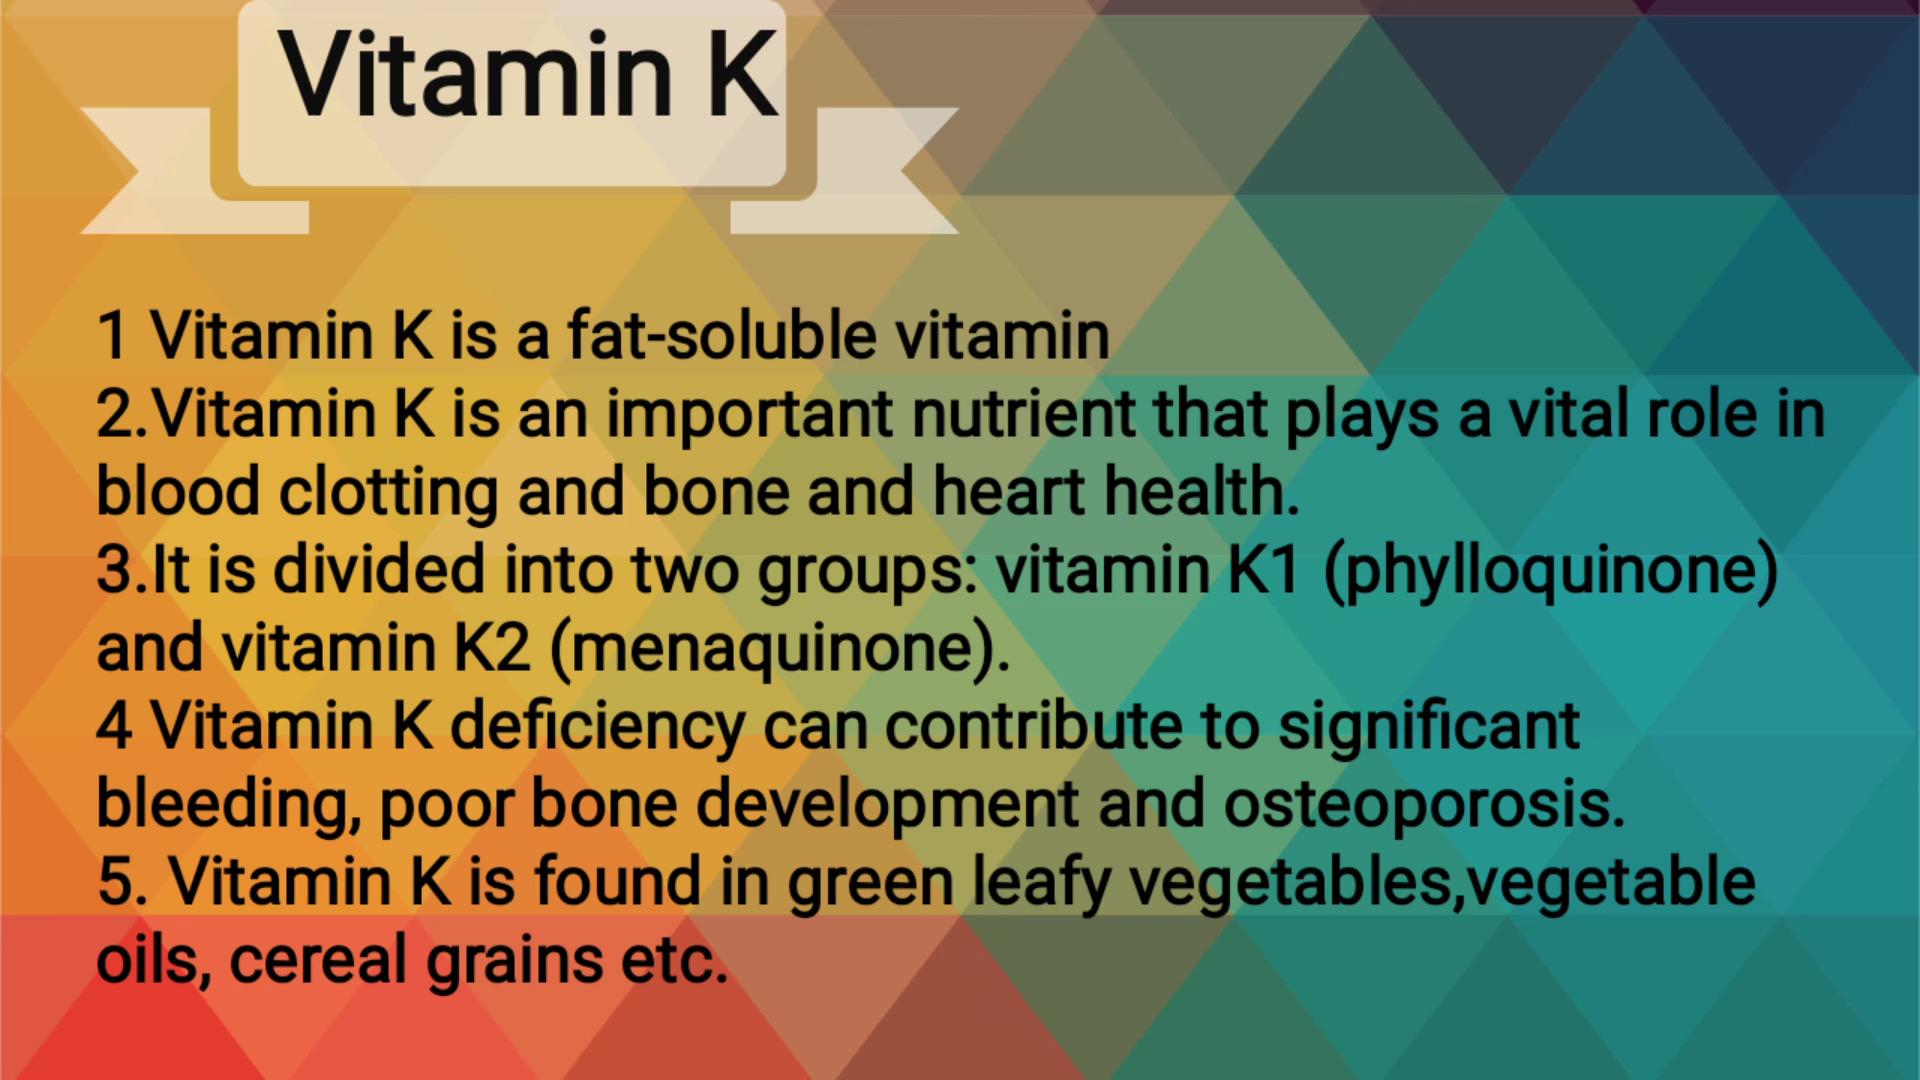 Vitamin K
1 Vitamin K is a fat-soluble vitamin
2.Vitamin K is an important nutrient that plays a vital role in
blood clotting and bone and heart health.
3.It is divided into two groups: vitamin K1 (phylloquinone)
and vitamin K2 (menaquinone).
4 Vitamin K deficiency can contribute to significant
bleeding, poor bone development and osteoporosis.
5. Vitamin K is found in green leafy vegetables,vegetable
oils, cereal grains etc.